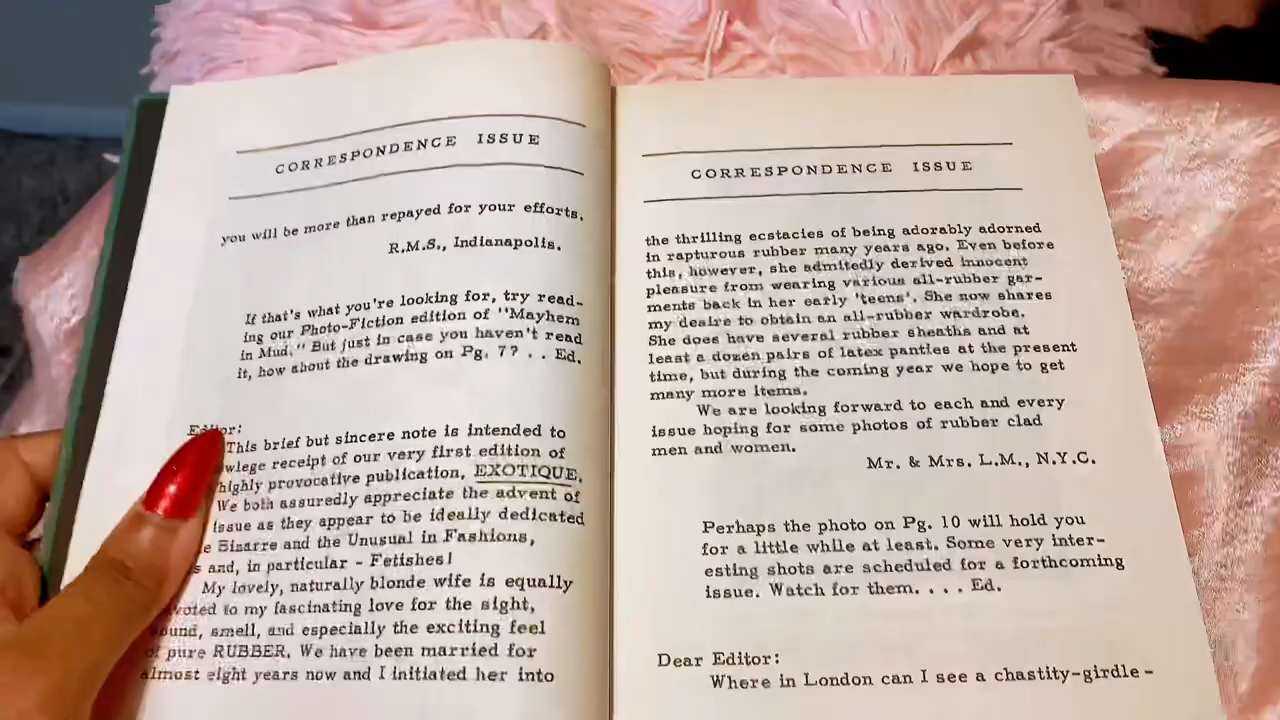 CORRESPONDENCE ISSUE
you will be more than repayed for your efforts.
R.M.S., Indianapolis.
If that's what you're looking for, try read-
ing our Photo-Fiction edition of "Mayhem
in Mud." But just in case you haven't read
it, how about the drawing on Pg. 7? . . Ed.
Editor:
This brief but sincere note is intended to
wlege receipt of our very first edition of
highly provocative publication, EXOTIQUE.
We both assuredly appreciate the advent of
issue as they appear to be ideally dedicated
e Bizarre and the Unusual in Fashions,
s and, in particular - Fetishes!
My lovely, naturally blonde wife is equally
voted to my fascinating love for the sight,
ound, smell, and especially the exciting feel
of pure RUBBER. We have been married for
almost eight years now and I initiated her into
CORRESPONDENCE ISSUE
the thrilling ecstacies of being adorably adorned
in rapturous rubber many years ago. Even before
this, however, she admitedly derived innocent
pleasure from wearing various all-rubber gar-
ments back in her early 'teens'. She now shares
my desire to obtain an all-rubber wardrobe.
She does have several rubber sheaths and at
least a dozen pairs of latex panties at the present
time, but during the coming year we hope to get
many more items.
We are looking forward to each and every
issue hoping for some photos of rubber clad
men and women.
Mr. & Mrs. L.M., N.Y.C.
Perhaps the photo on Pg. 10 will hold you
for a little while at least. Some very inter-
esting shots are scheduled for a forthcoming
issue. Watch for them. . . . Ed.
Dear Editor:
Where in London can I see a chastity-girdle -